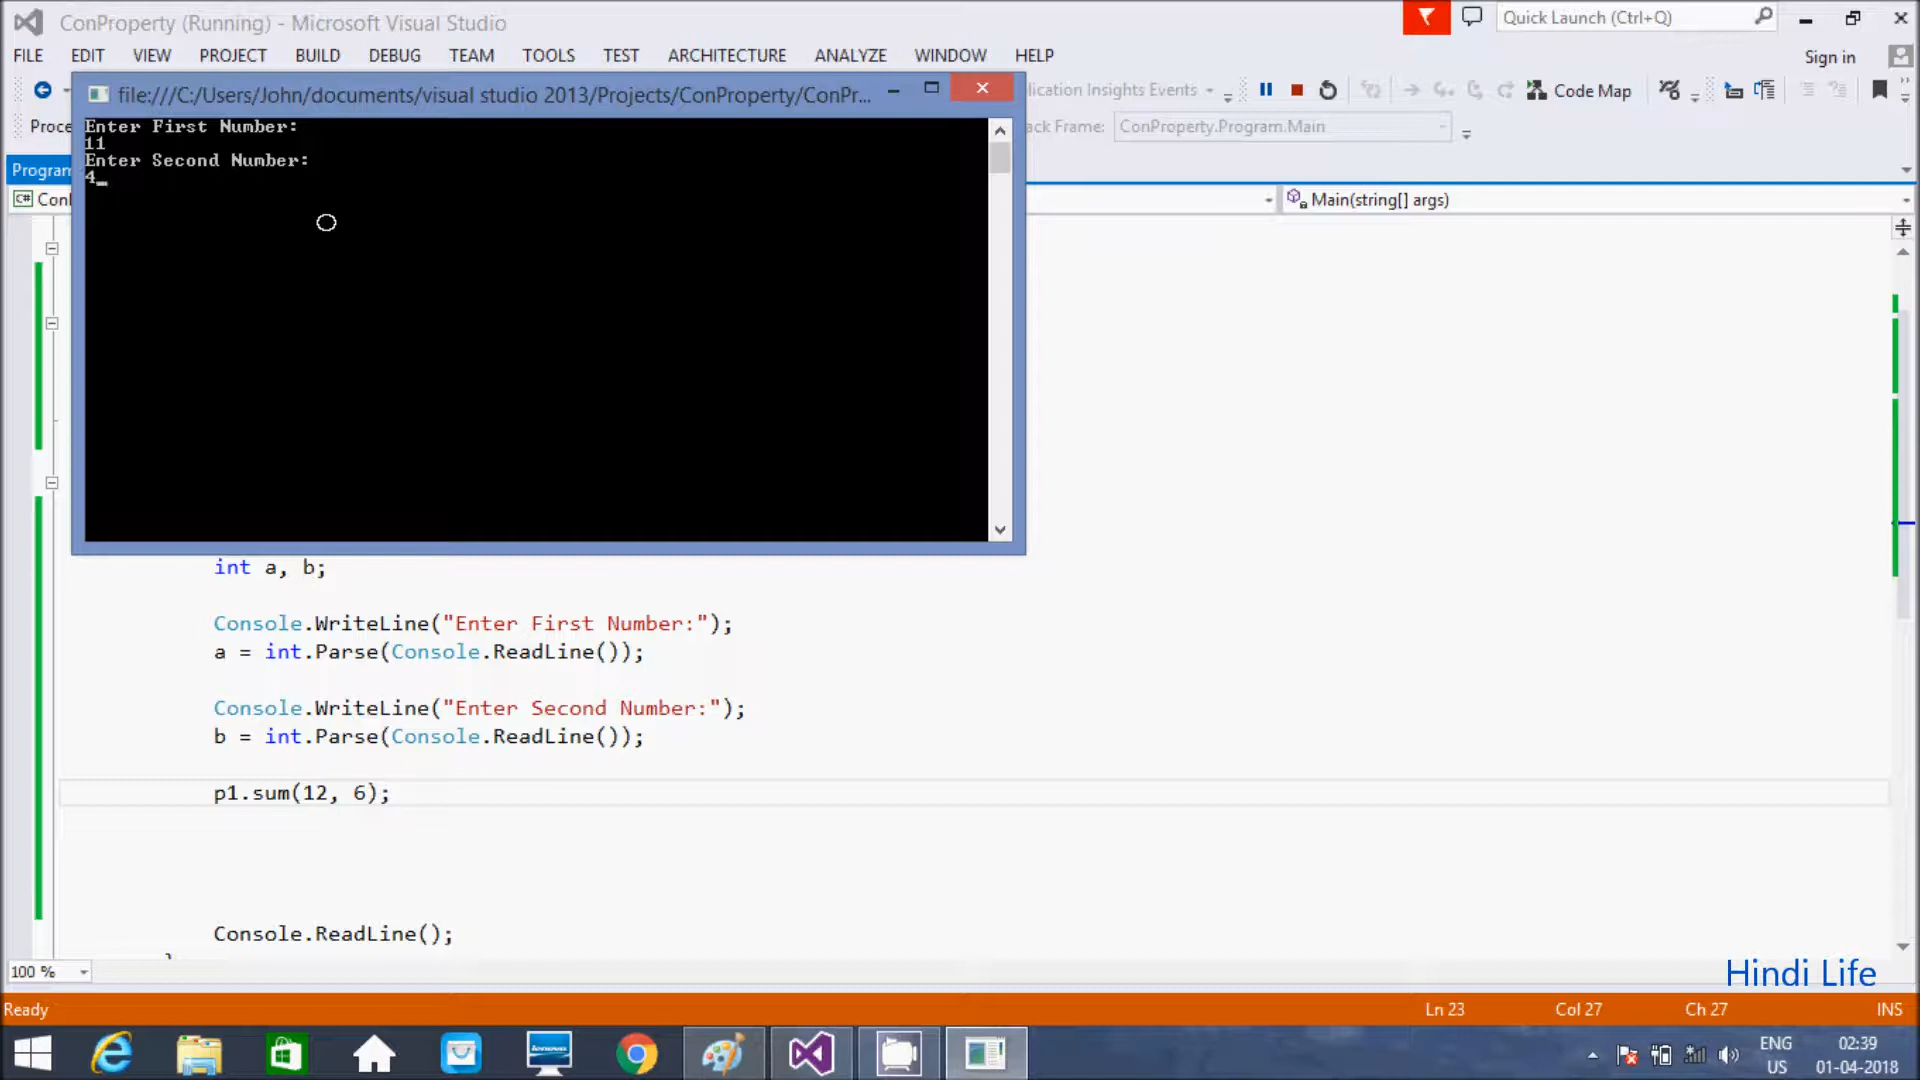 ConProperty (Running) - Microsoft Visual Studio
Quick Launch (Ctrl+Q)
FILE EDIT VIEW PROJECT BUILD DEBUG TEAM TOOLS TEST ARCHITECTURE ANALYZE WINDOW HELP
Sign in
file:///C:/Users/John/documents/visual studio 2013/Projects/ConProperty/ConPr...
lication Insights Events
Code Map
Proce
ack Frame: ConProperty.Program.Main
Enter First Number:
11
Enter Second Number:
4_
Program
C# Con
Main(string[] args)
int a, b;
Console.WriteLine("Enter First Number:");
a = int.Parse(Console.ReadLine());
Console.WriteLine("Enter Second Number:");
b = int.Parse(Console.ReadLine());
p1.sum(12, 6);
Console.ReadLine();
100 %
Hindi Life
Ready
Ln 23 Col 27 Ch 27 INS
ENG 02:39
US 01-04-2018